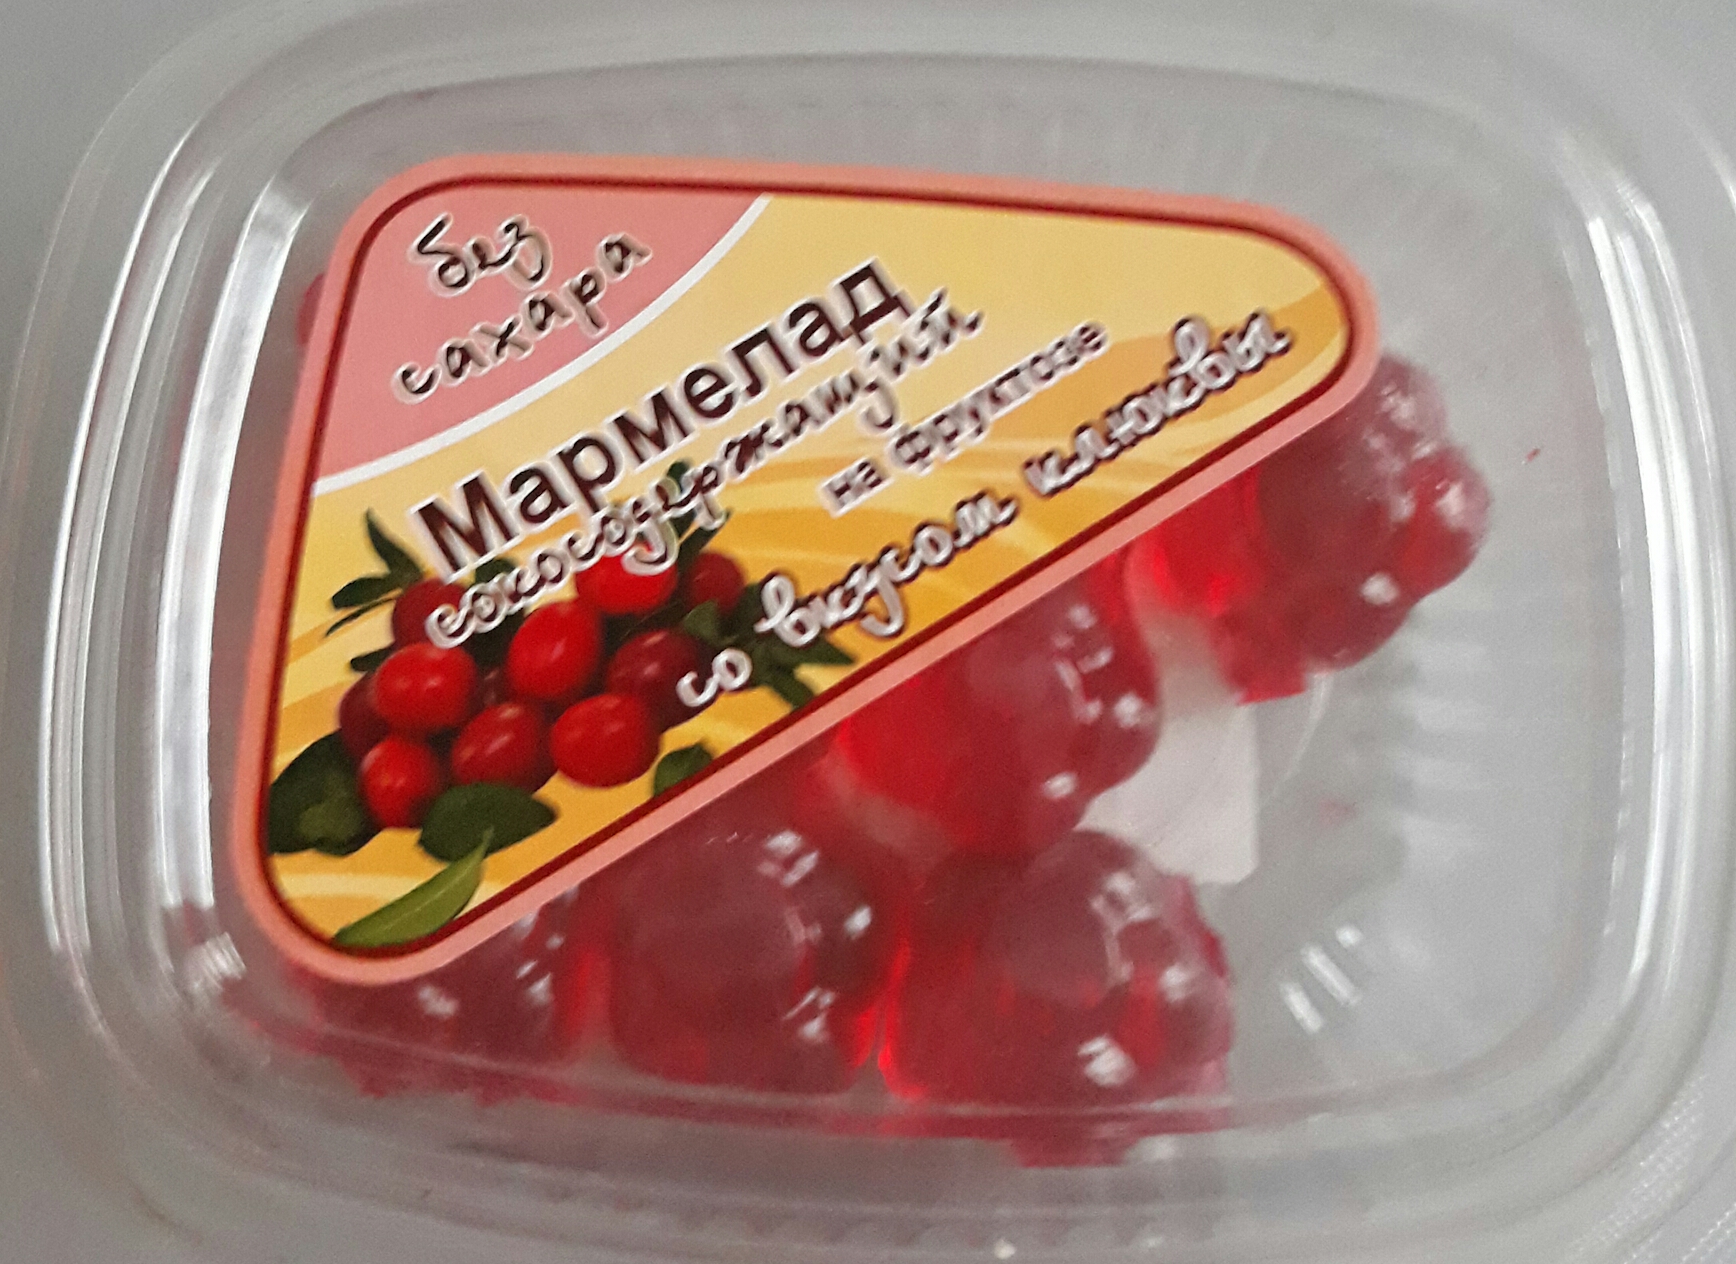 без
сахара
Мармелад
сокосодержащий
на фруктозе
со вкусом клюквы